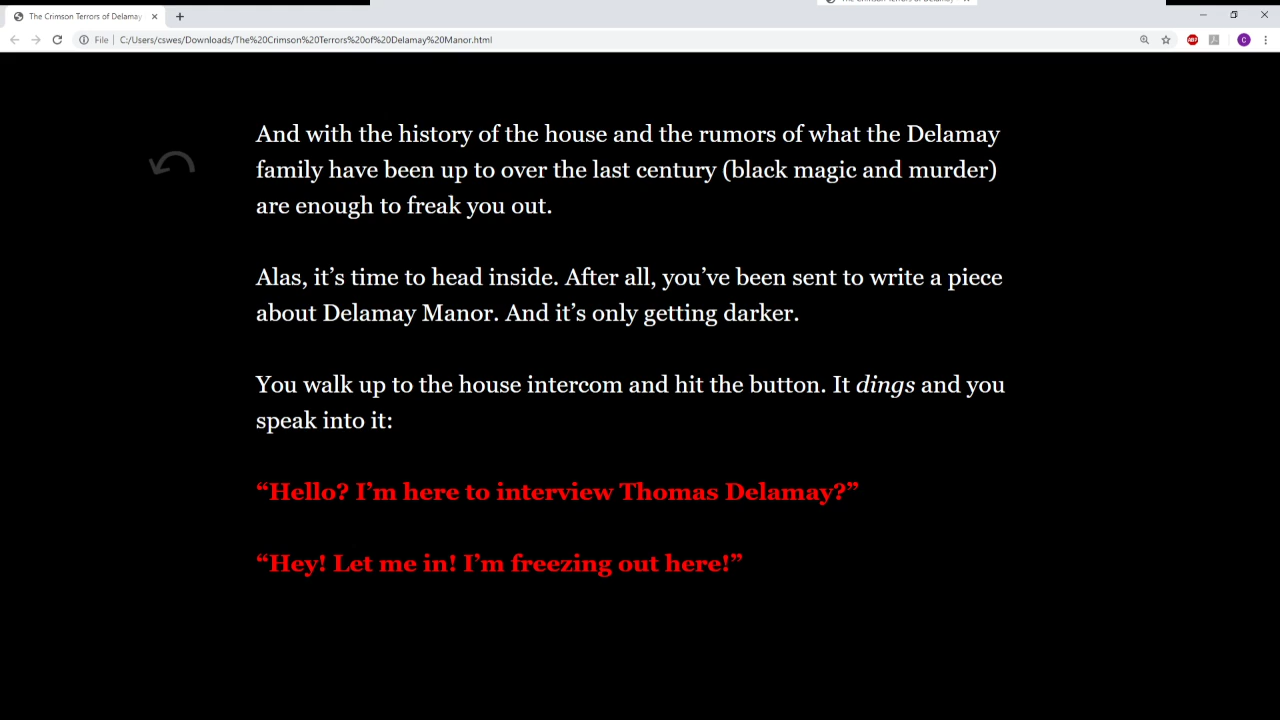 The Crimson Terrors of Delamay
File
C:/Users/cswes/Downloads/The%20Crimson%20Terrors%20of%20Delamay%20Manor.html
ABP
C
And with the history of the house and the rumors of what the Delamay
family have been up to over the last century (black magic and murder)
are enough to freak you out.
Alas, it’s time to head inside. After all, you’ve been sent to write a piece
about Delamay Manor. And it’s only getting darker.
You walk up to the house intercom and hit the button. It dings and you
speak into it:
“Hello? I’m here to interview Thomas Delamay?”
“Hey! Let me in! I’m freezing out here!”